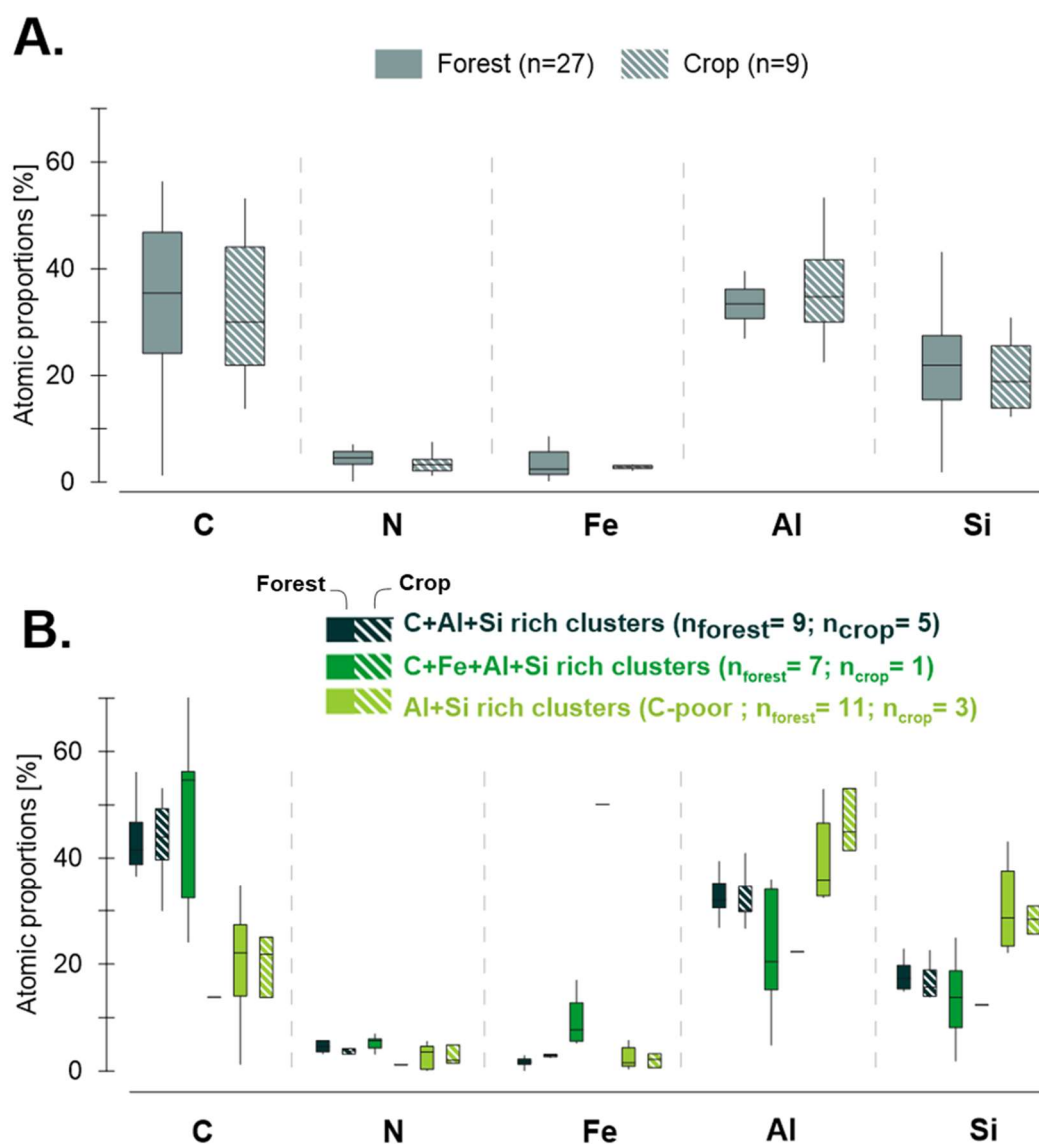 A.
Forest (n=27) Crop (n=9)
Atomic proportions [%]
60
40
20
0
C N Fe Al Si
Forest Crop
B.
C+Al+Si rich clusters (nforest= 9; ncrop= 5)
C+Fe+Al+Si rich clusters (nforest= 7; ncrop= 1)
Al+Si rich clusters (C-poor ; nforest= 11; ncrop= 3)
Atomic proportions [%]
60
40
20
0
C N Fe Al Si